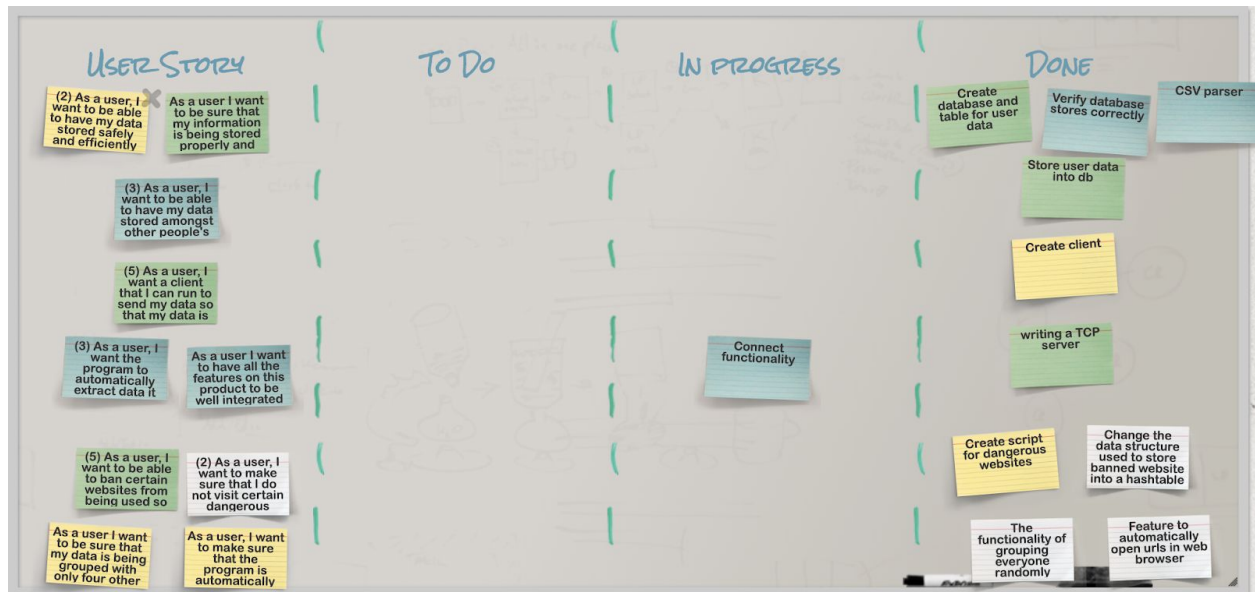 USER STORY
TO DO
IN PROGRESS
DONE
(2) As a user, I
want to be able
to have my data
stored safely
and efficiently
As a user I want
to be sure that
my information
is being stored
properly and
(3) As a user, I
want to be able
to have my data
stored amongst
other people's
(5) As a user, I
want a client
that I can run to
send my data so
that my data is
(3) As a user, I
want the
program to
automatically
extract data it
As a user I want
to have all the
features on this
product to be
well integrated
(5) As a user, I
want to be able
to ban certain
websites from
being used so
(2) As a user, I
want to make
sure that I do
not visit certain
dangerous
As a user I want
to be sure that
my data is being
grouped with
only four other
As a user, I want
to make sure
that the
program is
automatically
Connect
functionality
Create
database and
table for user
data
Verify database
stores correctly
CSV parser
Store user data
into db
Create client
writing a TCP
server
Create script
for dangerous
websites
Change the
data structure
used to store
banned website
into a hashtable
The
functionality of
grouping
everyone
randomly
Feature to
automatically
open urls in web
browser